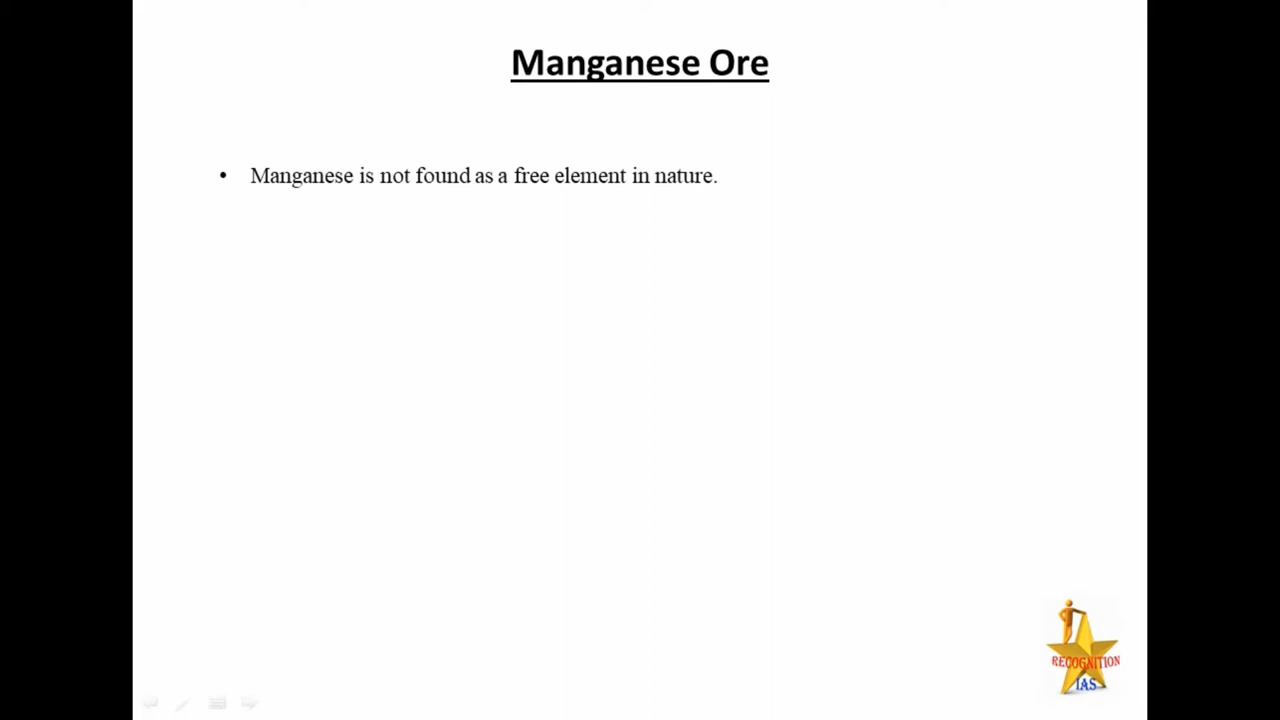 Manganese Ore
• Manganese is not found as a free element in nature.
RECOGNITION
IAS